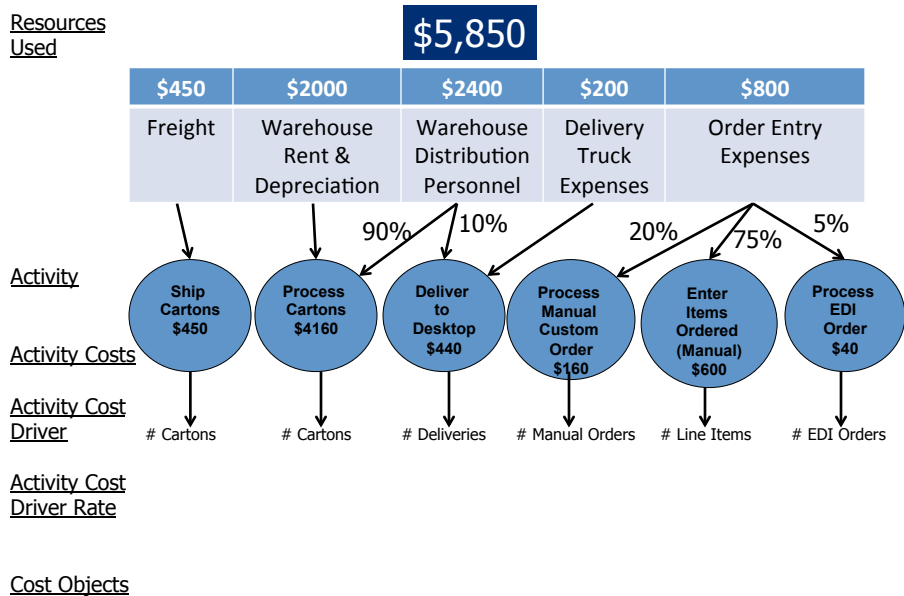 Resources
Used
$5,850
$450 $2000 $2400 $200 $800
Freight
Warehouse
Rent &
Depreciation
Warehouse
Distribution
Personnel
Delivery
Truck
Expenses
Order Entry
Expenses
90% 10% 20% 75% 5%
Activity
Ship
Cartons
$450
Process
Cartons
$4160
Deliver
to
Desktop
$440
Process
Manual
Custom
Order
$160
Enter
Items
Ordered
(Manual)
$600
Process
EDI
Order
$40
Activity Costs
Activity Cost
Driver
# Cartons # Cartons # Deliveries # Manual Orders # Line Items # EDI Orders
Activity Cost
Driver Rate
Cost Objects